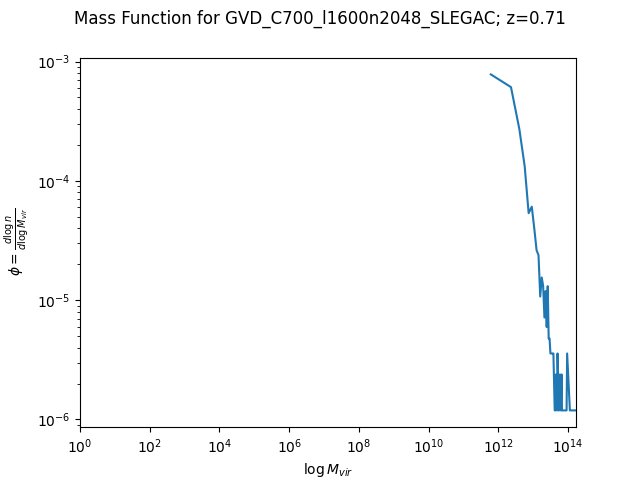 Mass Function for GVD_C700_l1600n2048_SLEGAC; z=0.71
10⁻³
10⁻⁴
10⁻⁵
10⁻⁶
ϕ = d log n / d log M_vir
10⁰ 10² 10⁴ 10⁶ 10⁸ 10¹⁰ 10¹² 10¹⁴
log M_vir